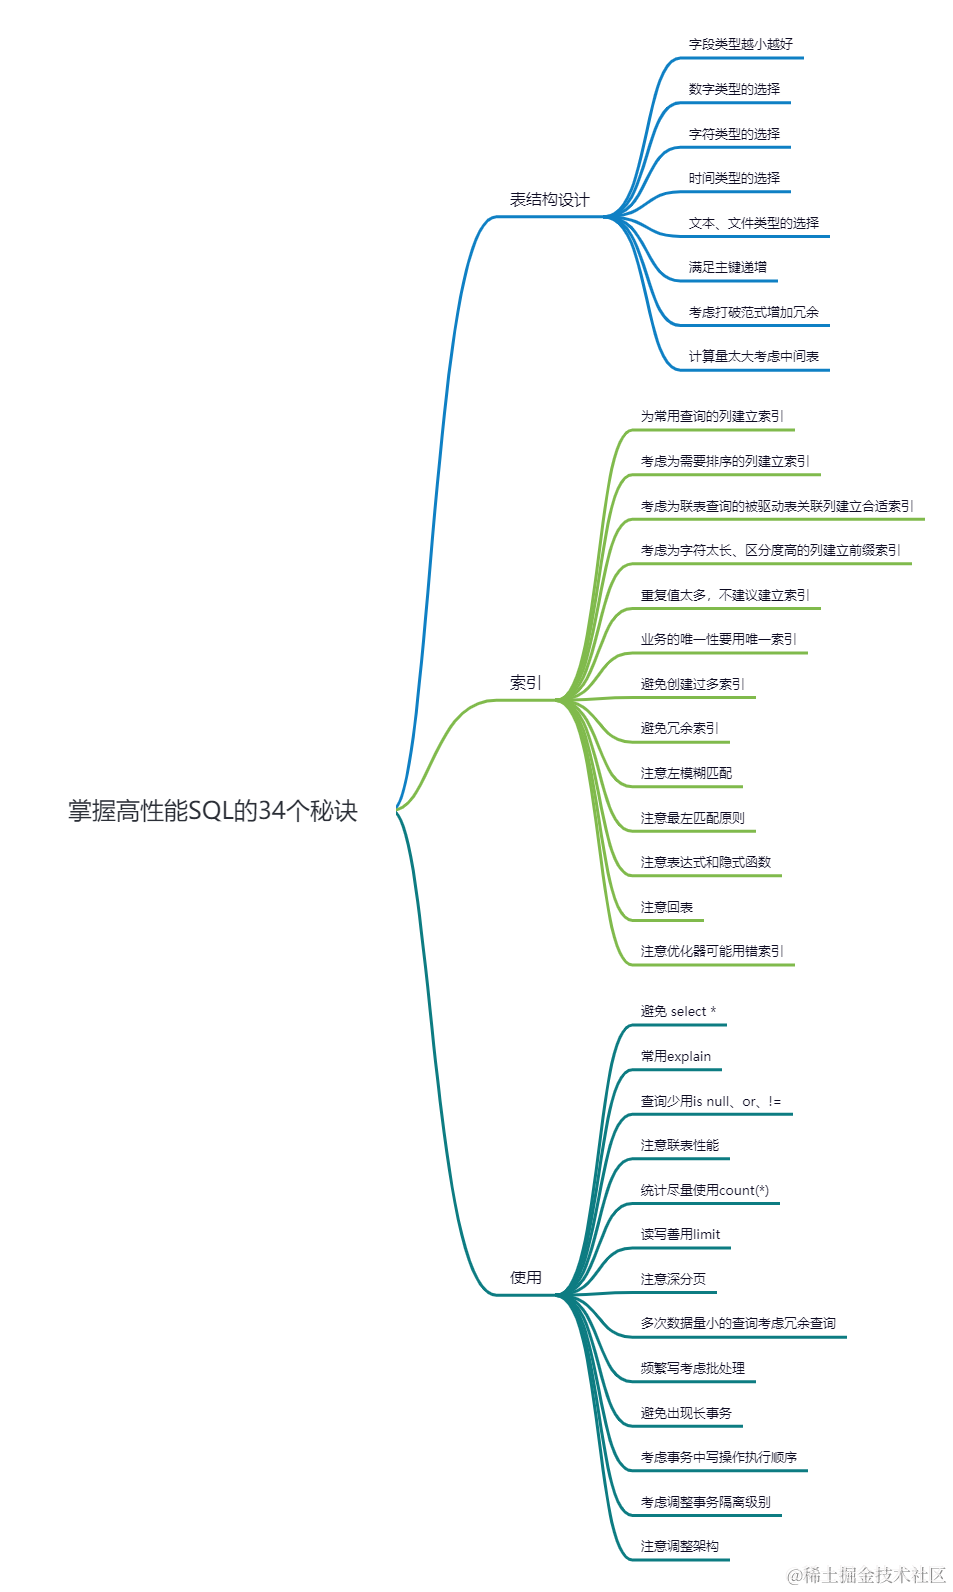 掌握高性能SQL的34个秘诀
表结构设计
字段类型越小越好
数字类型的选择
字符类型的选择
时间类型的选择
文本、文件类型的选择
满足主键递增
考虑打破范式增加冗余
计算量太大考虑中间表
索引
为常用查询的列建立索引
考虑为需要排序的列建立索引
考虑为联表查询的被驱动表关联列建立合适索引
考虑为字符太长、区分度高的列建立前缀索引
重复值太多，不建议建立索引
业务的唯一性要用唯一索引
避免创建过多索引
避免冗余索引
注意左模糊匹配
注意最左匹配原则
注意表达式和隐式函数
注意回表
注意优化器可能用错索引
使用
避免 select *
常用explain
查询少用is null、or、!=
注意联表性能
统计尽量使用count(*)
读写善用limit
注意深分页
多次数据量小的查询考虑冗余查询
频繁写考虑批处理
避免出现长事务
考虑事务中写操作执行顺序
考虑调整事务隔离级别
注意调整架构
@稀土掘金技术社区